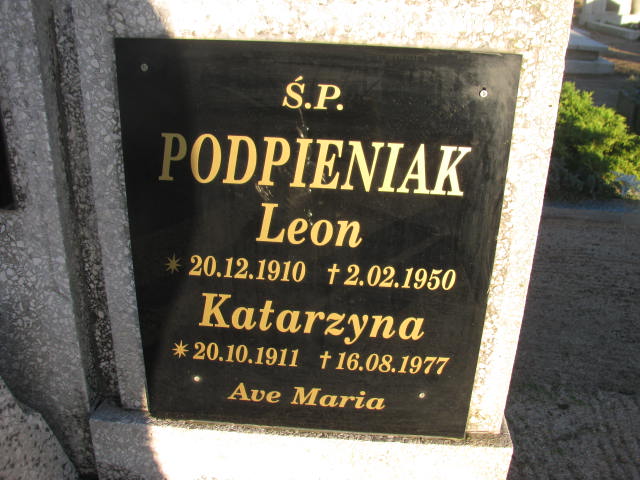 Ś.P.
PODPIENIAK
Leon
* 20.12.1910 † 2.02.1950
Katarzyna
* 20.10.1911 † 16.08.1977
Ave Maria